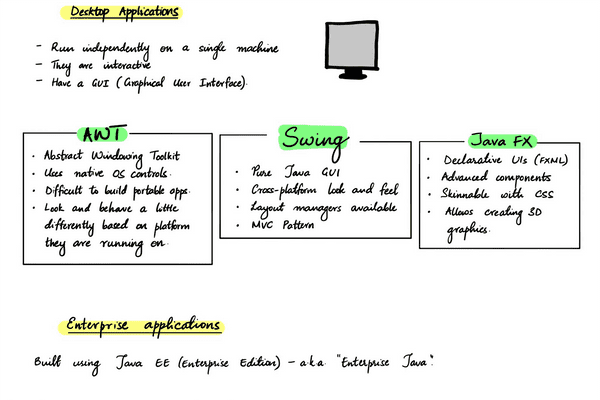 Desktop Applications
- Run independently on a single machine
- They are interactive
- Have a GUI (Graphical User Interface).
AWT
• Abstract Windowing Toolkit
• Uses native OS controls.
• Difficult to build portable apps.
• Look and behave a little
differently based on platform
they are running on.
Swing
• Pure Java GUI
• Cross-platform look and feel
• Layout managers available
• MVC Pattern
Java FX
• Declarative UIs (FXML)
• Advanced components
• Skinnable with CSS
• Allows creating 3D
graphics.
Enterprise applications
Built using Java EE (Enterprise Edition) - a.k.a. "Enterprise Java".